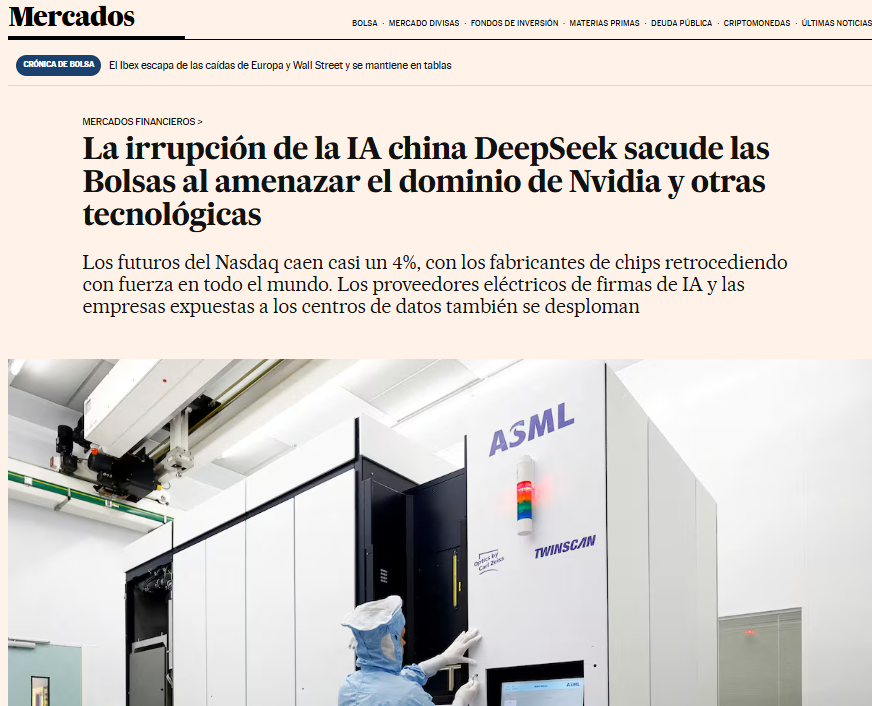 Mercados
BOLSA · MERCADO DIVISAS · FONDOS DE INVERSIÓN · MATERIAS PRIMAS · DEUDA PÚBLICA · CRIPTOMONEDAS · ÚLTIMAS NOTICIAS
CRÓNICA DE BOLSA El Ibex escapa de las caídas de Europa y Wall Street y se mantiene en tablas
MERCADOS FINANCIEROS >
La irrupción de la IA china DeepSeek sacude las
Bolsas al amenazar el dominio de Nvidia y otras
tecnológicas
Los futuros del Nasdaq caen casi un 4%, con los fabricantes de chips retrocediendo
con fuerza en todo el mundo. Los proveedores eléctricos de firmas de IA y las
empresas expuestas a los centros de datos también se desploman
ASML
Optics by
Carl Zeiss
TWINSCAN
ASML